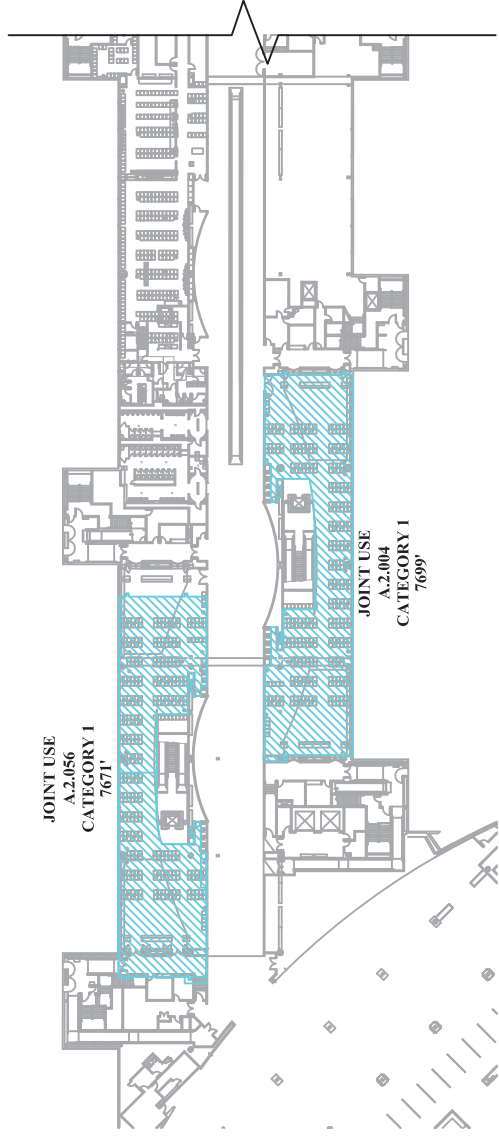 JOINT USE
A.2.004
CATEGORY 1
7699'
JOINT USE
A.2.056
CATEGORY 1
7671'